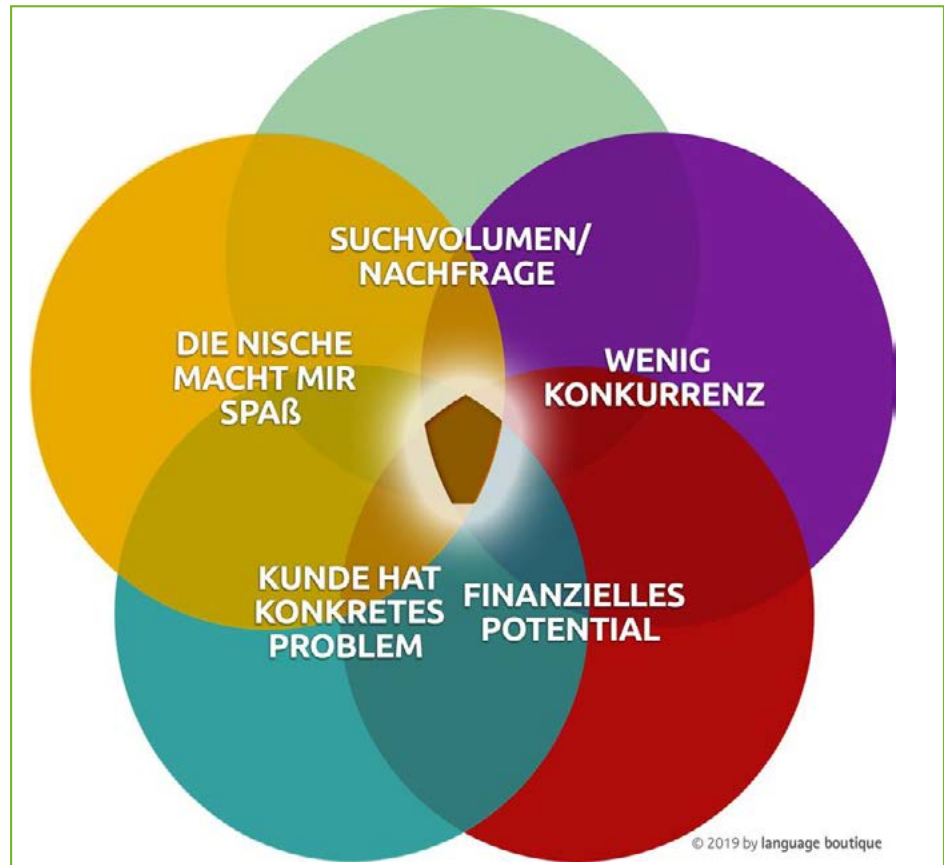 SUCHVOLUMEN/
NACHFRAGE
DIE NISCHE
MACHT MIR
SPAß
WENIG
KONKURRENZ
KUNDE HAT
KONKRETES
PROBLEM
FINANZIELLES
POTENTIAL
© 2019 by language boutique